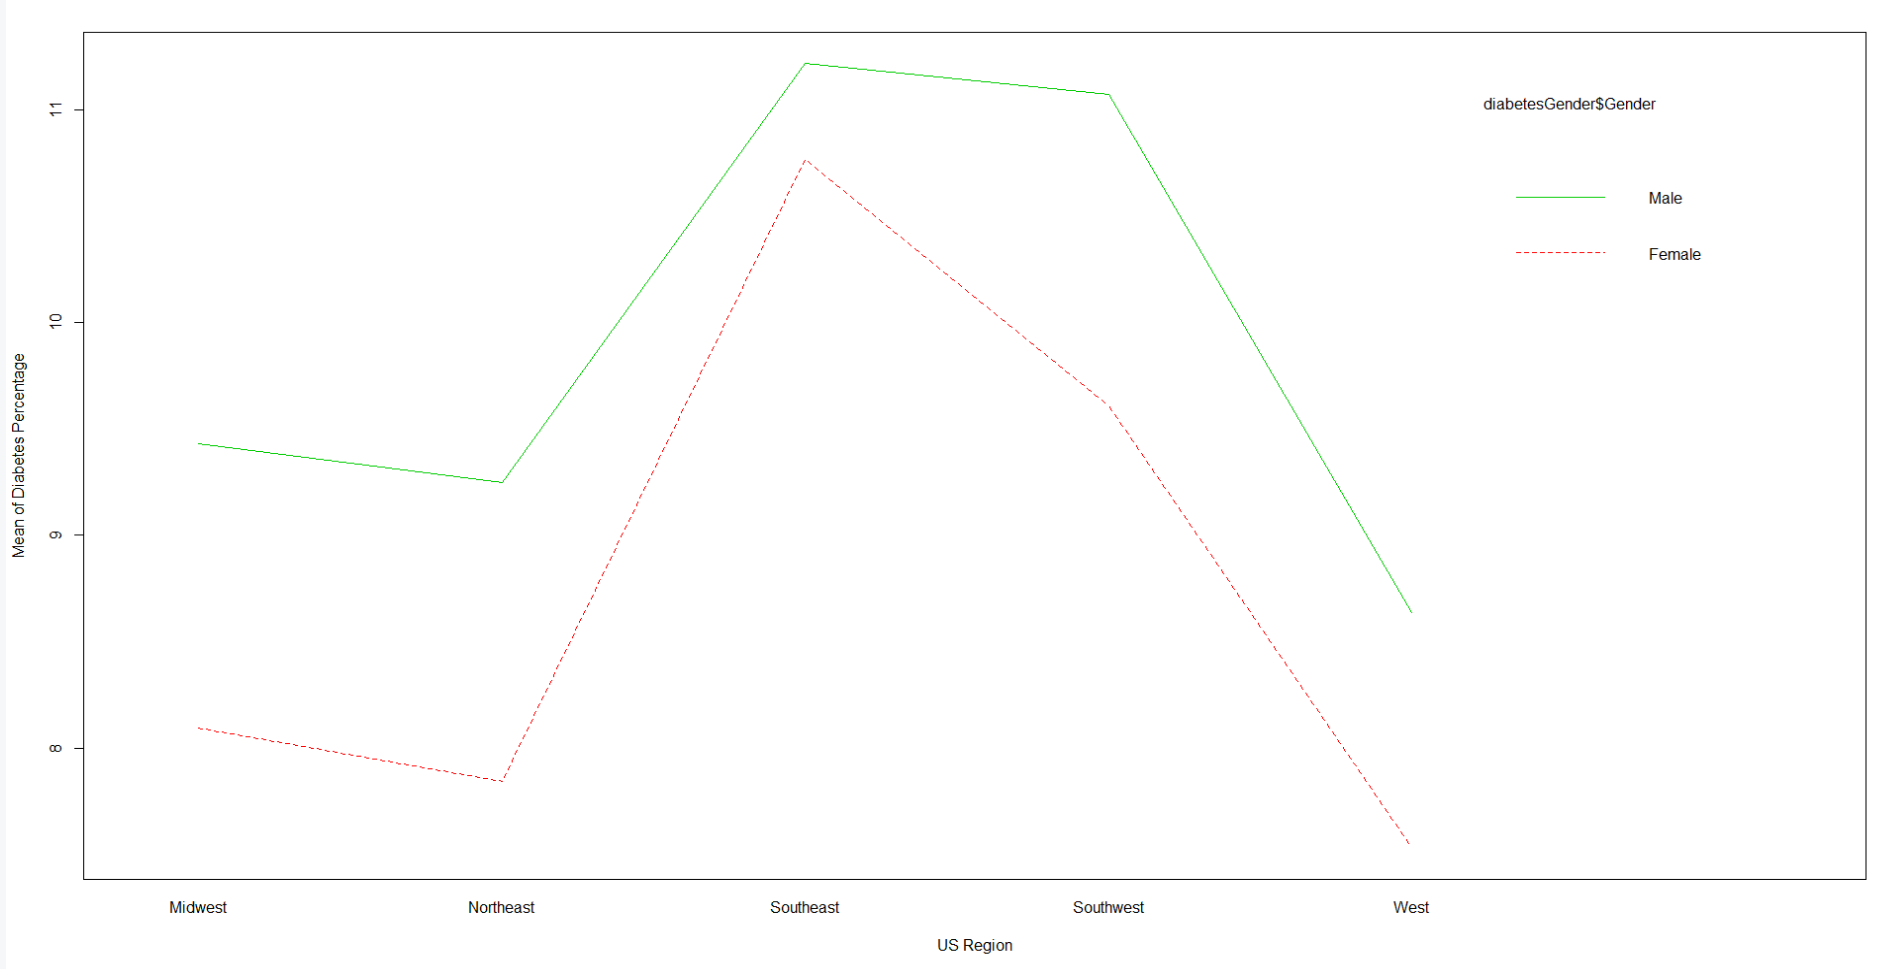 Mean of Diabetes Percentage
11
10
9
8
diabetesGender$Gender
Male
Female
Midwest Northeast Southeast Southwest West
US Region